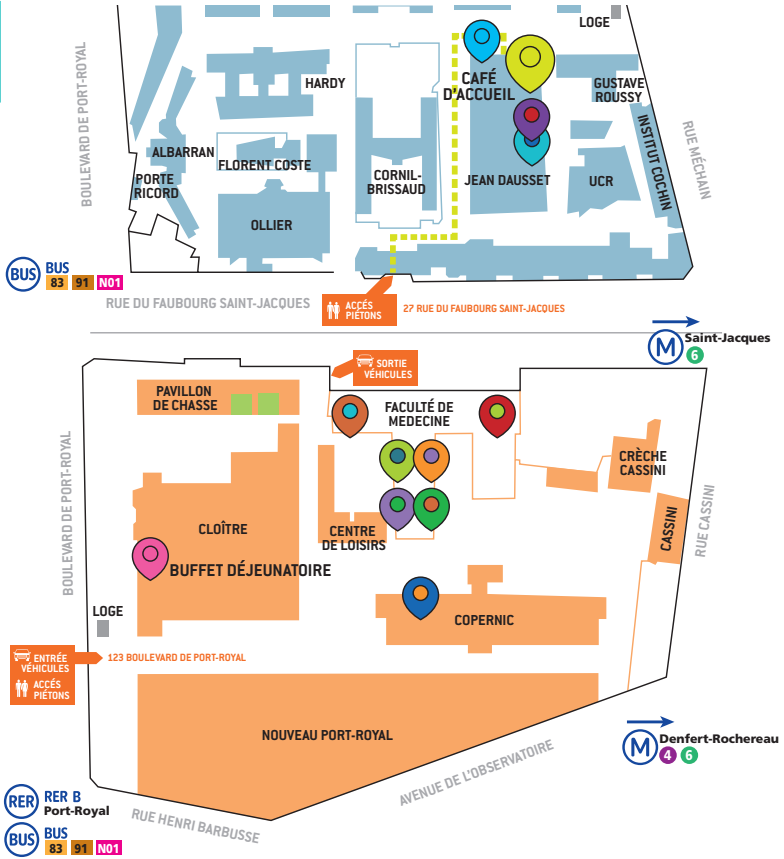 LOGE
BOULEVARD DE PORT-ROYAL
HARDY
CAFÉ
D'ACCUEIL
GUSTAVE
ROUSSY
INSTITUT COCHIN
RUE MÉCHAIN
ALBARRAN
FLORENT COSTE
PORTE
RICORD
CORNIL-
BRISSAUD
JEAN DAUSSET
UCR
OLLIER
BUS
BUS
83 91 N01
RUE DU FAUBOURG SAINT-JACQUES
ACCÉS
PIÉTONS
27 RUE DU FAUBOURG SAINT-JACQUES
M
Saint-Jacques
6
SORTIE
VÉHICULES
PAVILLON
DE CHASSE
FACULTÉ DE
MEDECINE
BOULEVARD DE PORT-ROYAL
CRÈCHE
CASSINI
CASSINI
RUE CASSINI
CLOÎTRE
CENTRE
DE LOISIRS
BUFFET DÉJEUNATOIRE
LOGE
COPERNIC
ENTRÉE
VÉHICULES
ACCÉS
PIÉTONS
123 BOULEVARD DE PORT-ROYAL
NOUVEAU PORT-ROYAL
M
Denfert-Rochereau
4 6
AVENUE DE L'OBSERVATOIRE
RER
RER B
Port-Royal
RUE HENRI BARBUSSE
BUS
BUS
83 91 N01